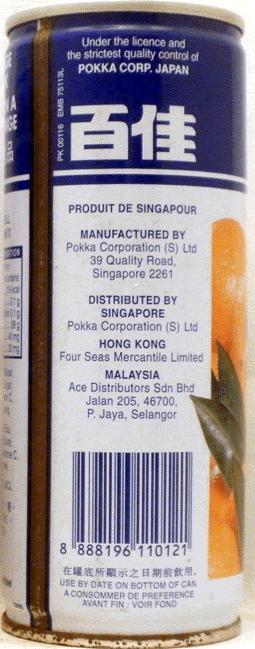 Under the licence and
the strictest quality control of
POKKA CORP. JAPAN
PK 00116 EMB 75113L
百佳
PRODUIT DE SINGAPOUR
MANUFACTURED BY
Pokka Corporation (S) Ltd
39 Quality Road,
Singapore 2261
DISTRIBUTED BY
SINGAPORE
Pokka Corporation (S) Ltd
HONG KONG
Four Seas Mercantile Limited
MALAYSIA
Ace Distributors Sdn Bhd
Jalan 205, 46700,
P. Jaya, Selangor
8 888196 110121
在罐底所顯示之日期前飲用.
USE BY DATE ON BOTTOM OF CAN.
A CONSOMMER DE PREFERENCE
AVANT FIN : VOIR FOND